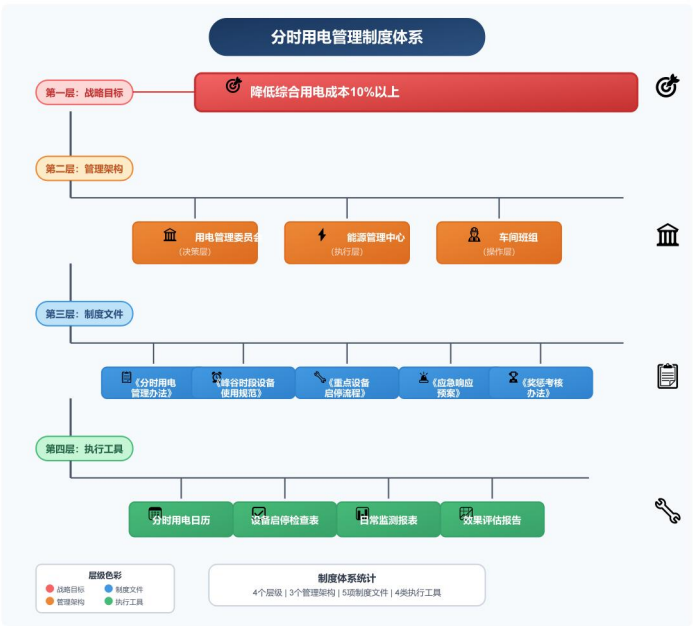 分时用电管理制度体系
第一层：战略目标
降低综合用电成本10%以上
第二层：管理架构
用电管理委员会
（决策层）
能源管理中心
（执行层）
车间班组
（操作层）
第三层：制度文件
《分时用电
管理办法》
《峰谷时段设备
使用规范》
《重点设备
启停流程》
《应急响应
预案》
《奖惩考核
办法》
第四层：执行工具
分时用电日历
设备启停检查表
日常监测报表
效果评估报告
层级色彩
战略目标
制度文件
管理架构
执行工具
制度体系统计
4个层级 | 3个管理架构 | 5项制度文件 | 4类执行工具